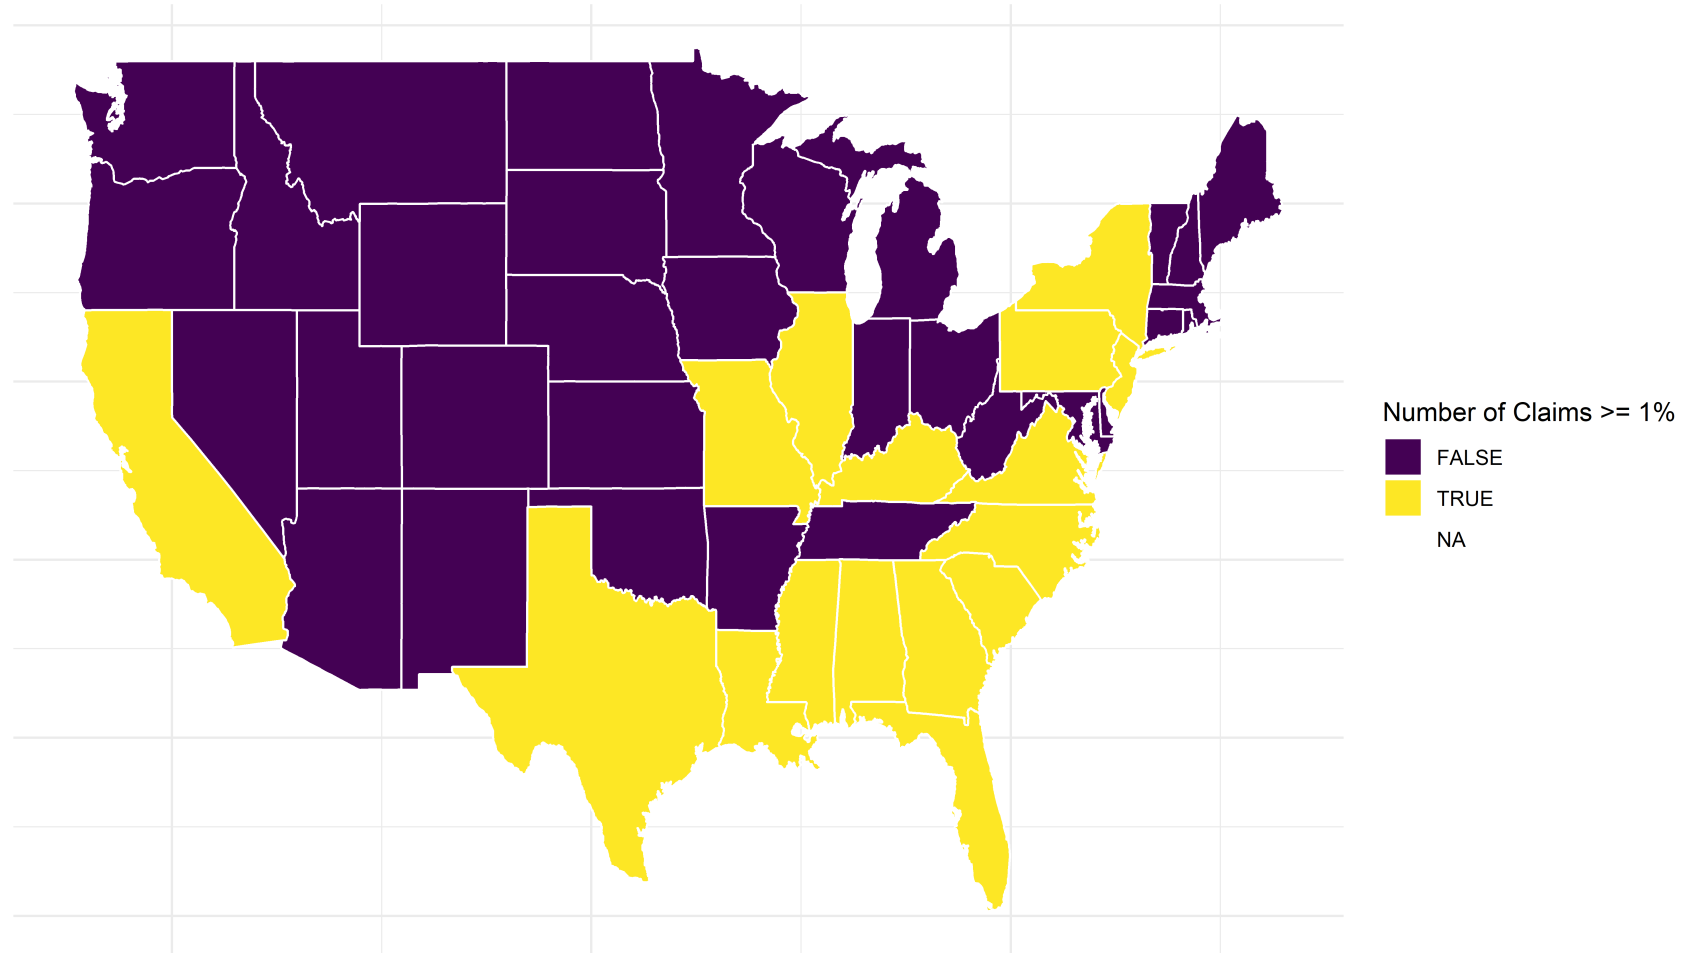 Number of Claims >= 1%
FALSE
TRUE
NA